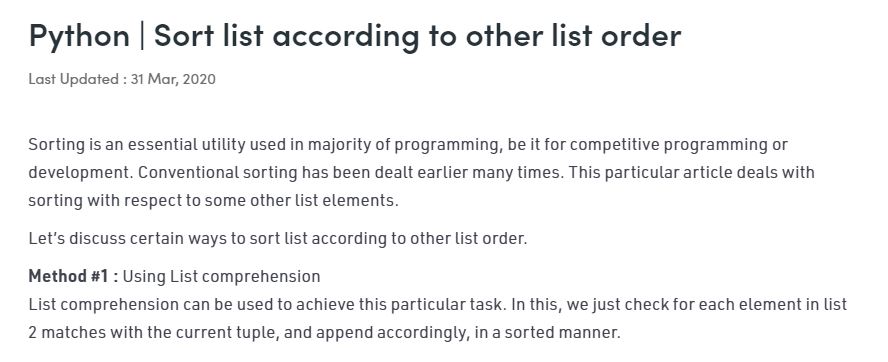 Python | Sort list according to other list order
Last Updated : 31 Mar, 2020
Sorting is an essential utility used in majority of programming, be it for competitive programming or
development. Conventional sorting has been dealt earlier many times. This particular article deals with
sorting with respect to some other list elements.
Let’s discuss certain ways to sort list according to other list order.
Method #1 : Using List comprehension
List comprehension can be used to achieve this particular task. In this, we just check for each element in list
2 matches with the current tuple, and append accordingly, in a sorted manner.